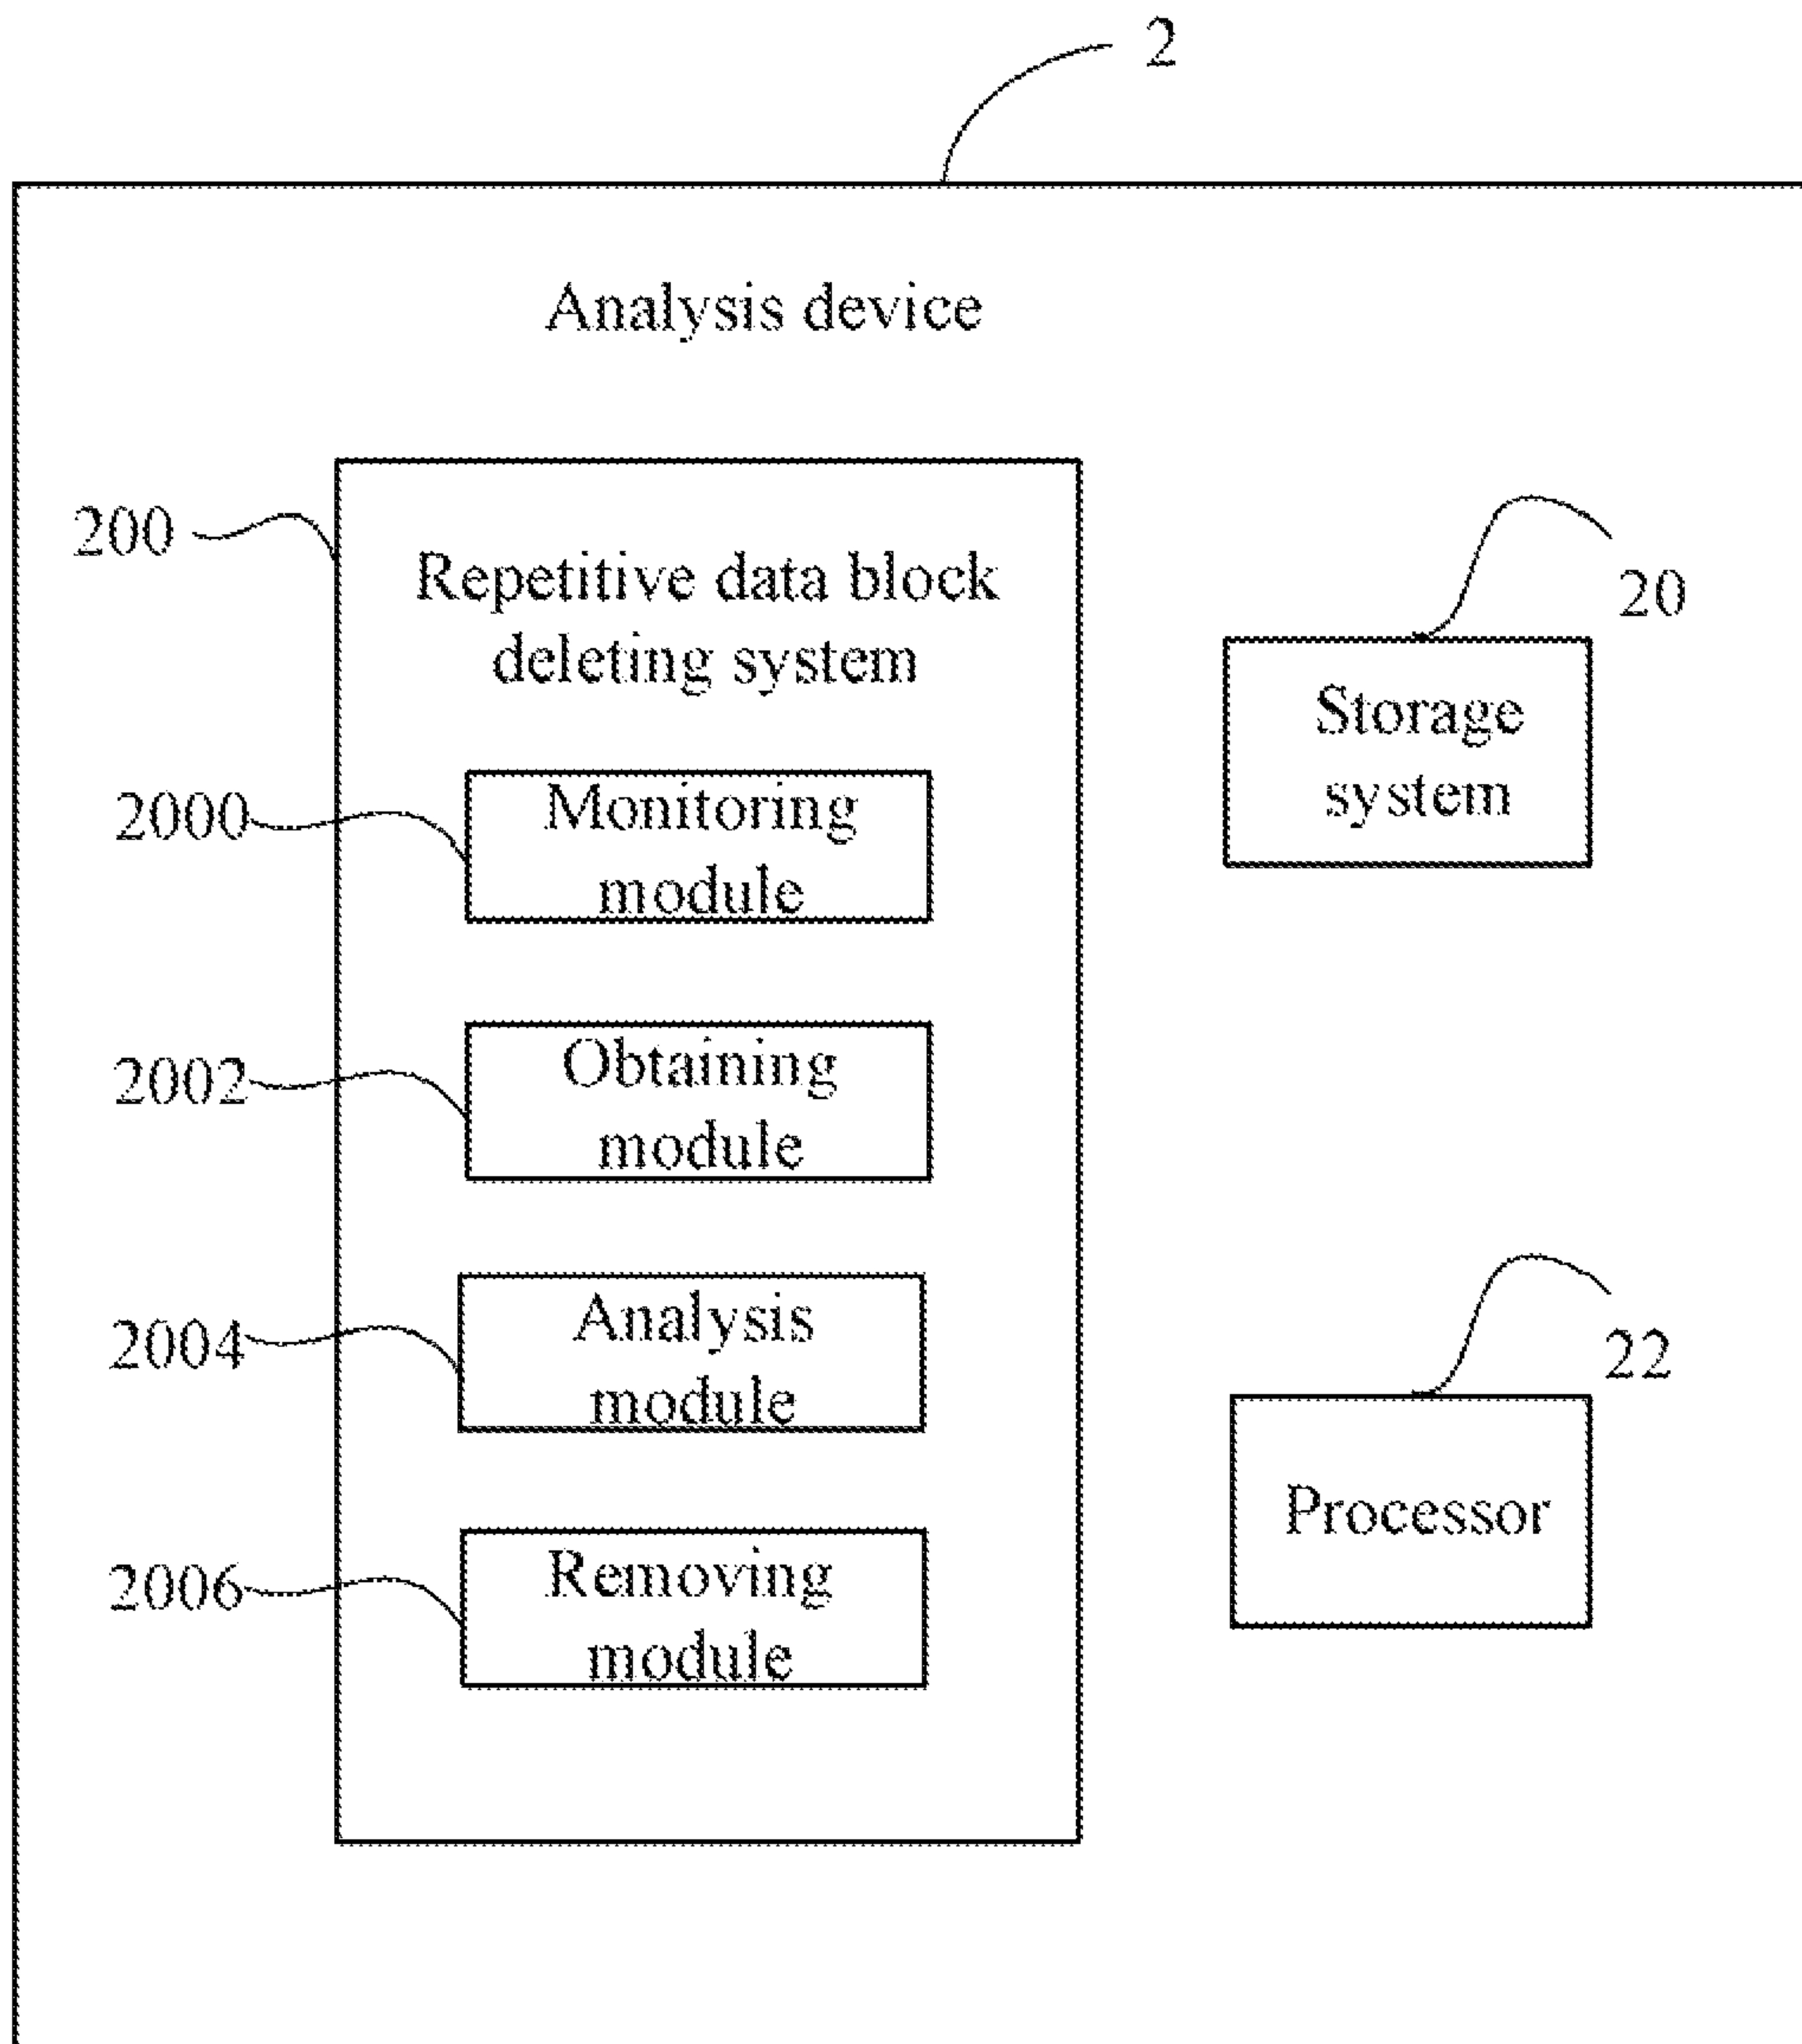 2
Analysis device
200
Repetitive data block
deleting system
20
Storage
system
2000
Monitoring
module
2002
Obtaining
module
2004
Analysis
module
22
Processor
2006
Removing
module